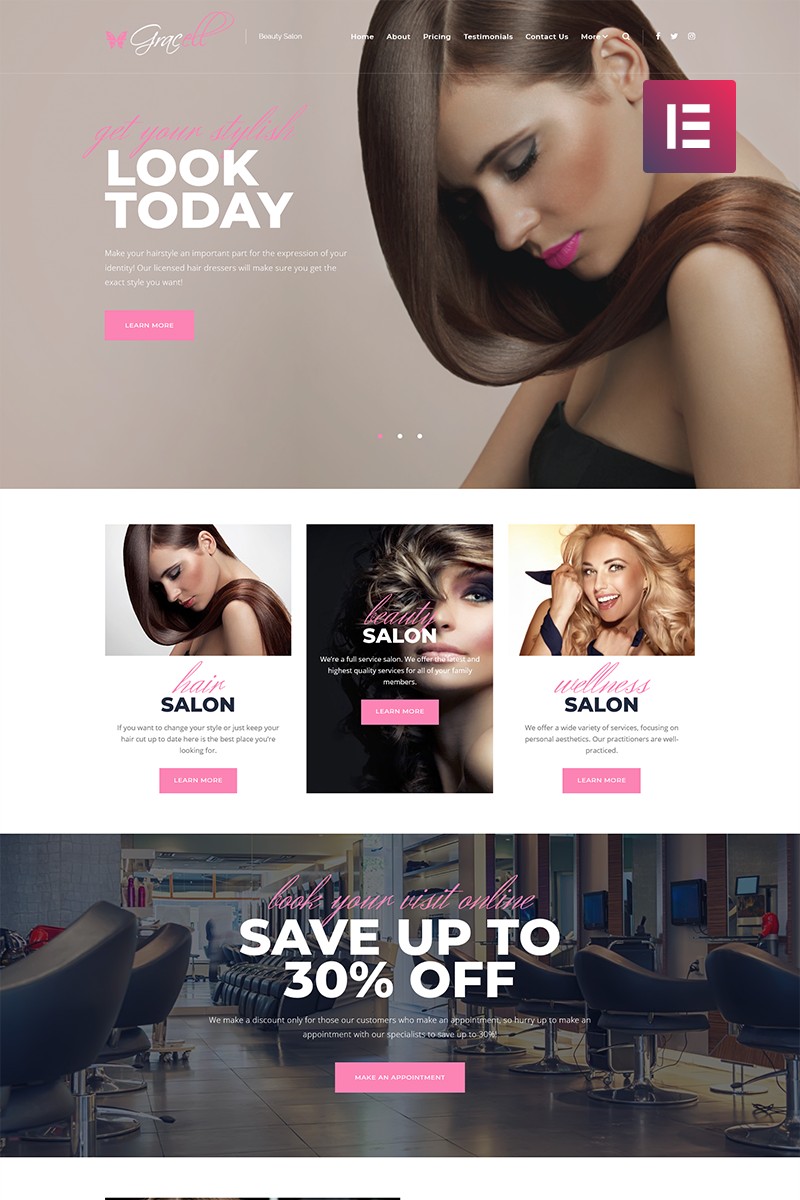 Gracell
Beauty Salon
Home About Pricing Testimonials Contact Us More
get your stylish
LOOK
TODAY
Make your hairstyle an important part for the expression of your
identity! Our licensed hair dressers will make sure you get the
exact style you want!
LEARN MORE
hair
SALON
If you want to change your style or just keep your
hair cut up to date here is the best place you're
looking for.
LEARN MORE
beauty
SALON
We're a full service salon. We offer the latest and
highest quality services for all of your family
members.
LEARN MORE
wellness
SALON
We offer a wide variety of services, focusing on
personal aesthetics. Our practitioners are well-
practiced.
LEARN MORE
book your visit online
SAVE UP TO
30% OFF
We make a discount only for those our customers who make an appointment, so hurry up to make an
appointment with our specialists to save up to 30%!
MAKE AN APPOINTMENT